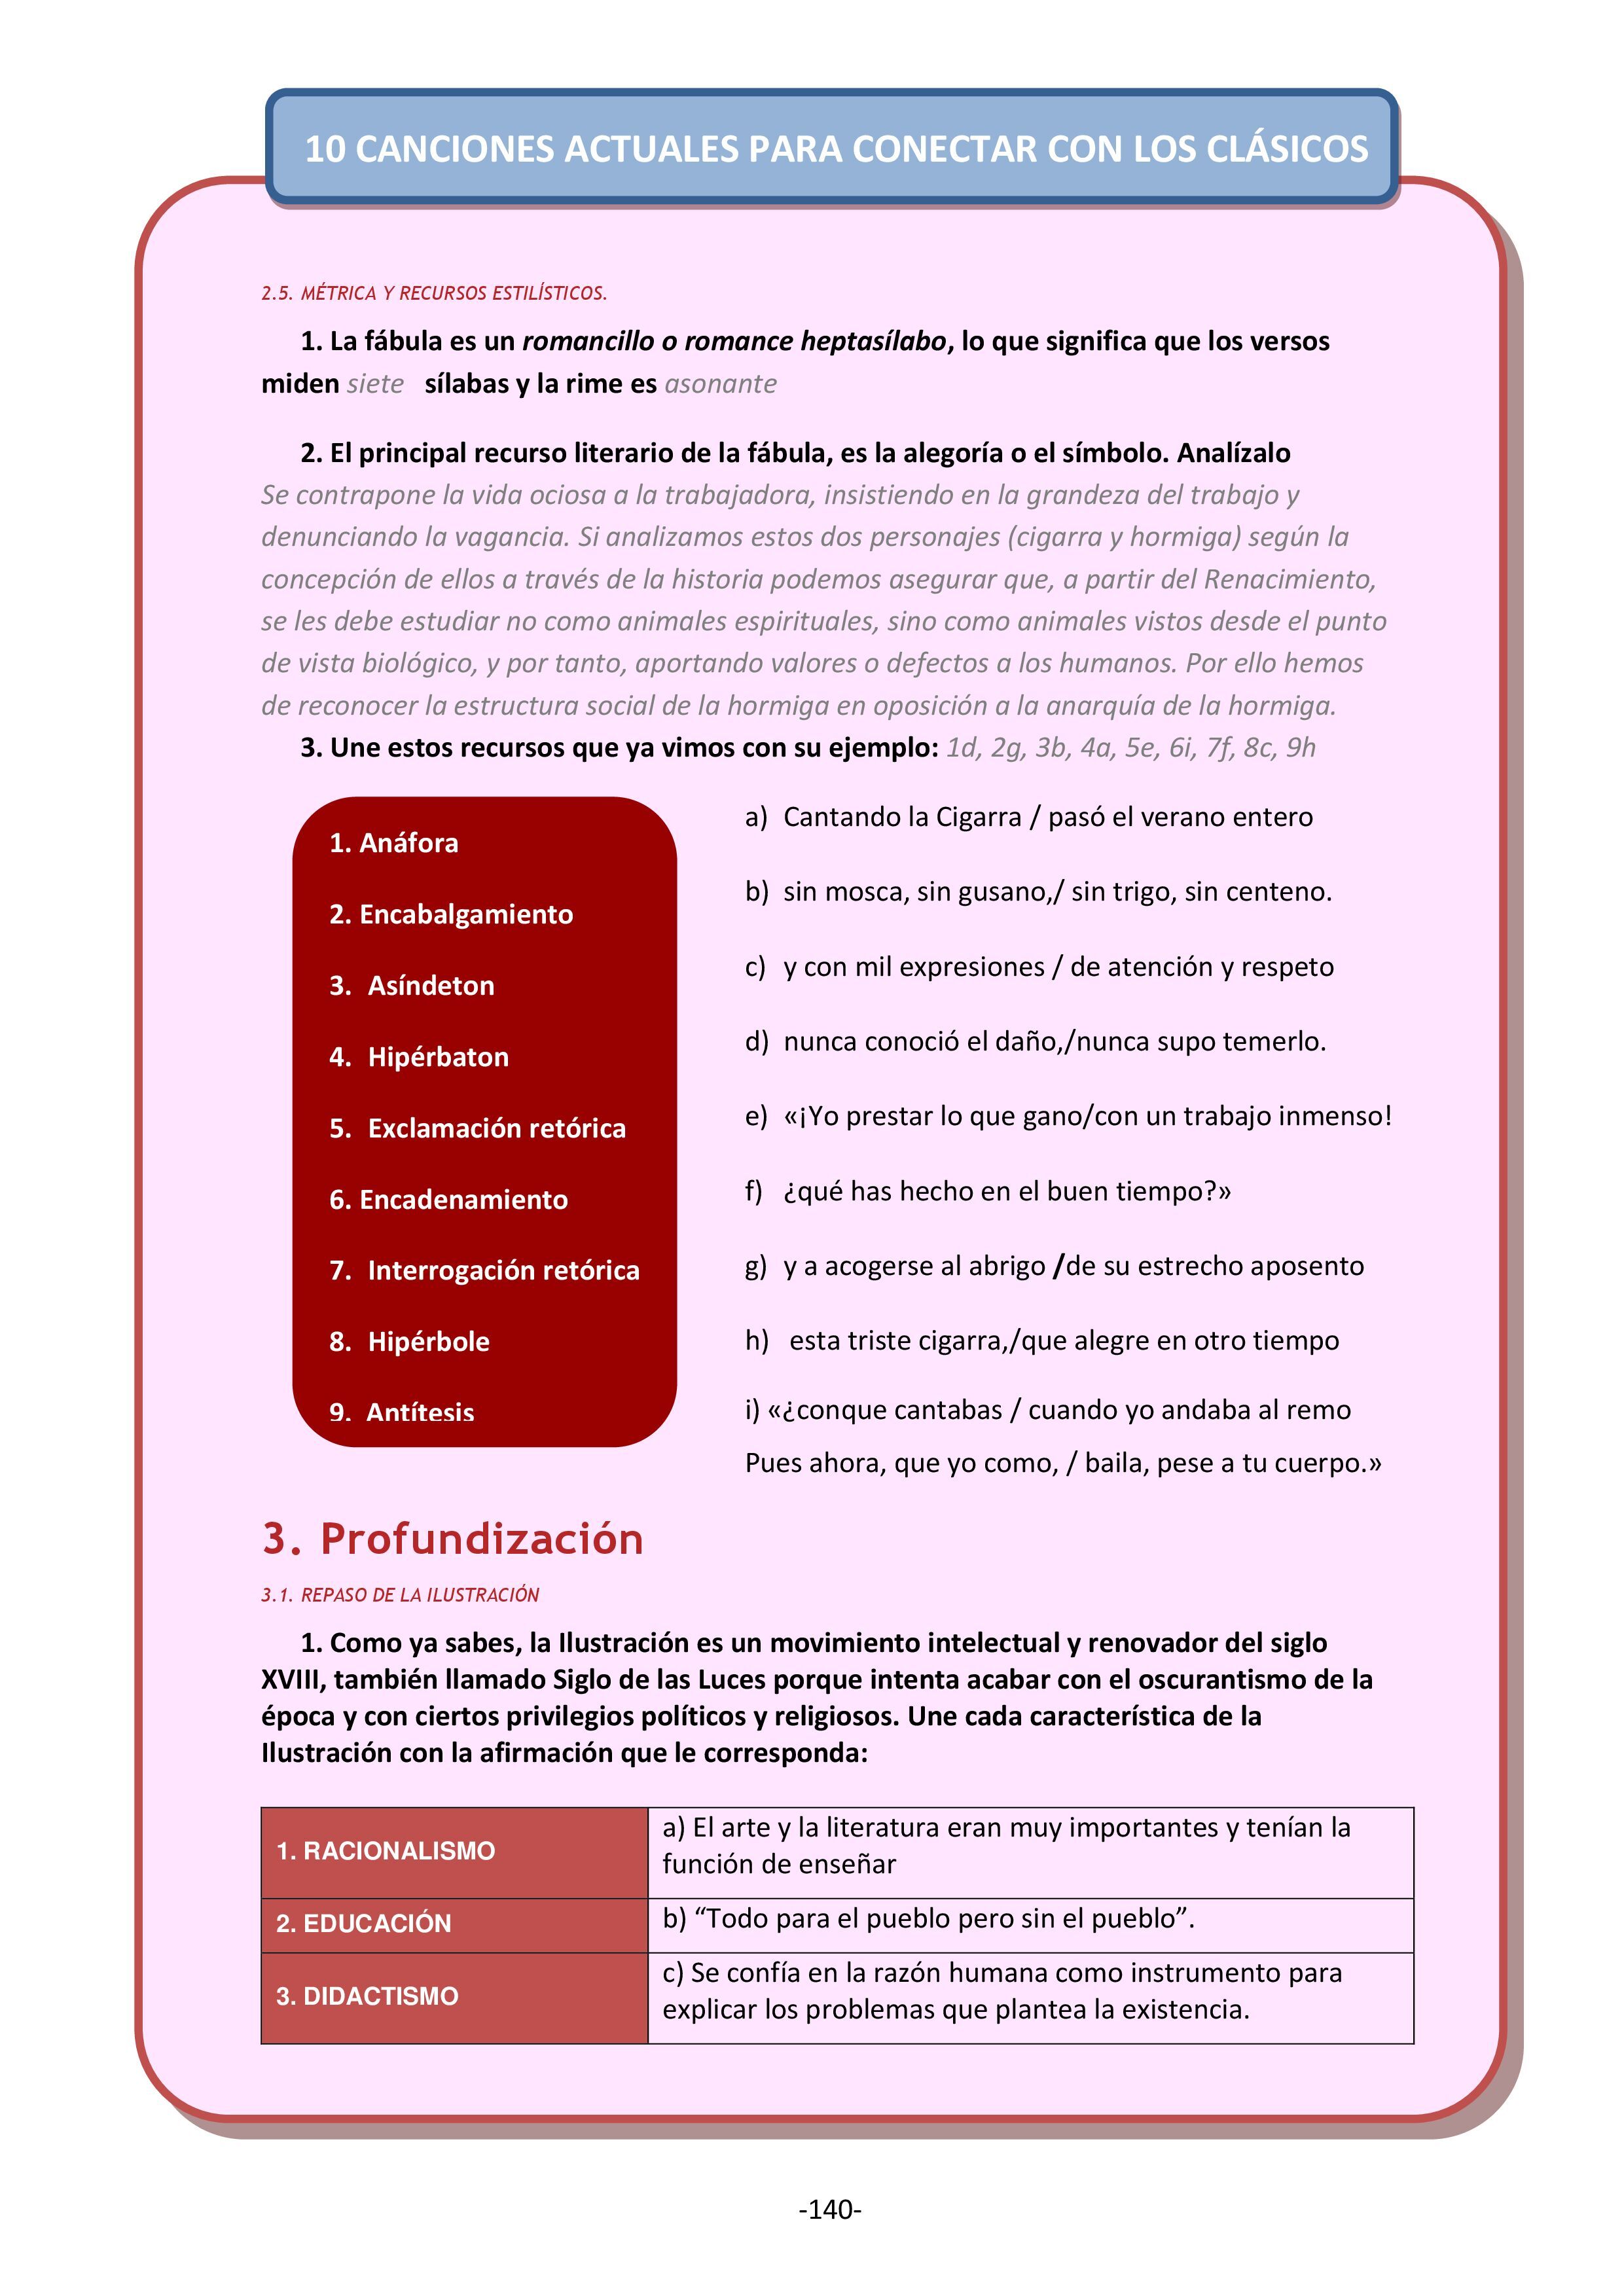 10 CANCIONES ACTUALES PARA CONECTAR CON LOS CLÁSICOS
2.5. MÉTRICA Y RECURSOS ESTILÍSTICOS.
1. La fábula es un romancillo o romance heptasílabo, lo que significa que los versos
miden siete sílabas y la rime es asonante
2. El principal recurso literario de la fábula, es la alegoría o el símbolo. Analízalo
Se contrapone la vida ociosa a la trabajadora, insistiendo en la grandeza del trabajo y
denunciando la vagancia. Si analizamos estos dos personajes (cigarra y hormiga) según la
concepción de ellos a través de la historia podemos asegurar que, a partir del Renacimiento,
se les debe estudiar no como animales espirituales, sino como animales vistos desde el punto
de vista biológico, y por tanto, aportando valores o defectos a los humanos. Por ello hemos
de reconocer la estructura social de la hormiga en oposición a la anarquía de la hormiga.
3. Une estos recursos que ya vimos con su ejemplo: 1d, 2g, 3b, 4a, 5e, 6i, 7f, 8c, 9h
1. Anáfora
2. Encabalgamiento
3. Asíndeton
4. Hipérbaton
5. Exclamación retórica
6. Encadenamiento
7. Interrogación retórica
8. Hipérbole
9. Antítesis
a) Cantando la Cigarra / pasó el verano entero
b) sin mosca, sin gusano,/ sin trigo, sin centeno.
c) y con mil expresiones / de atención y respeto
d) nunca conoció el daño,/nunca supo temerlo.
e) «¡Yo prestar lo que gano/con un trabajo inmenso!
f) ¿qué has hecho en el buen tiempo?»
g) y a acogerse al abrigo /de su estrecho aposento
h) esta triste cigarra,/que alegre en otro tiempo
i) «¿conque cantabas / cuando yo andaba al remo
Pues ahora, que yo como, / baila, pese a tu cuerpo.»
3. Profundización
3.1. REPASO DE LA ILUSTRACIÓN
1. Como ya sabes, la Ilustración es un movimiento intelectual y renovador del siglo
XVIII, también llamado Siglo de las Luces porque intenta acabar con el oscurantismo de la
época y con ciertos privilegios políticos y religiosos. Une cada característica de la
Ilustración con la afirmación que le corresponda:
1. RACIONALISMO
a) El arte y la literatura eran muy importantes y tenían la
función de enseñar
2. EDUCACIÓN
b) “Todo para el pueblo pero sin el pueblo”.
3. DIDACTISMO
c) Se confía en la razón humana como instrumento para
explicar los problemas que plantea la existencia.
-140-